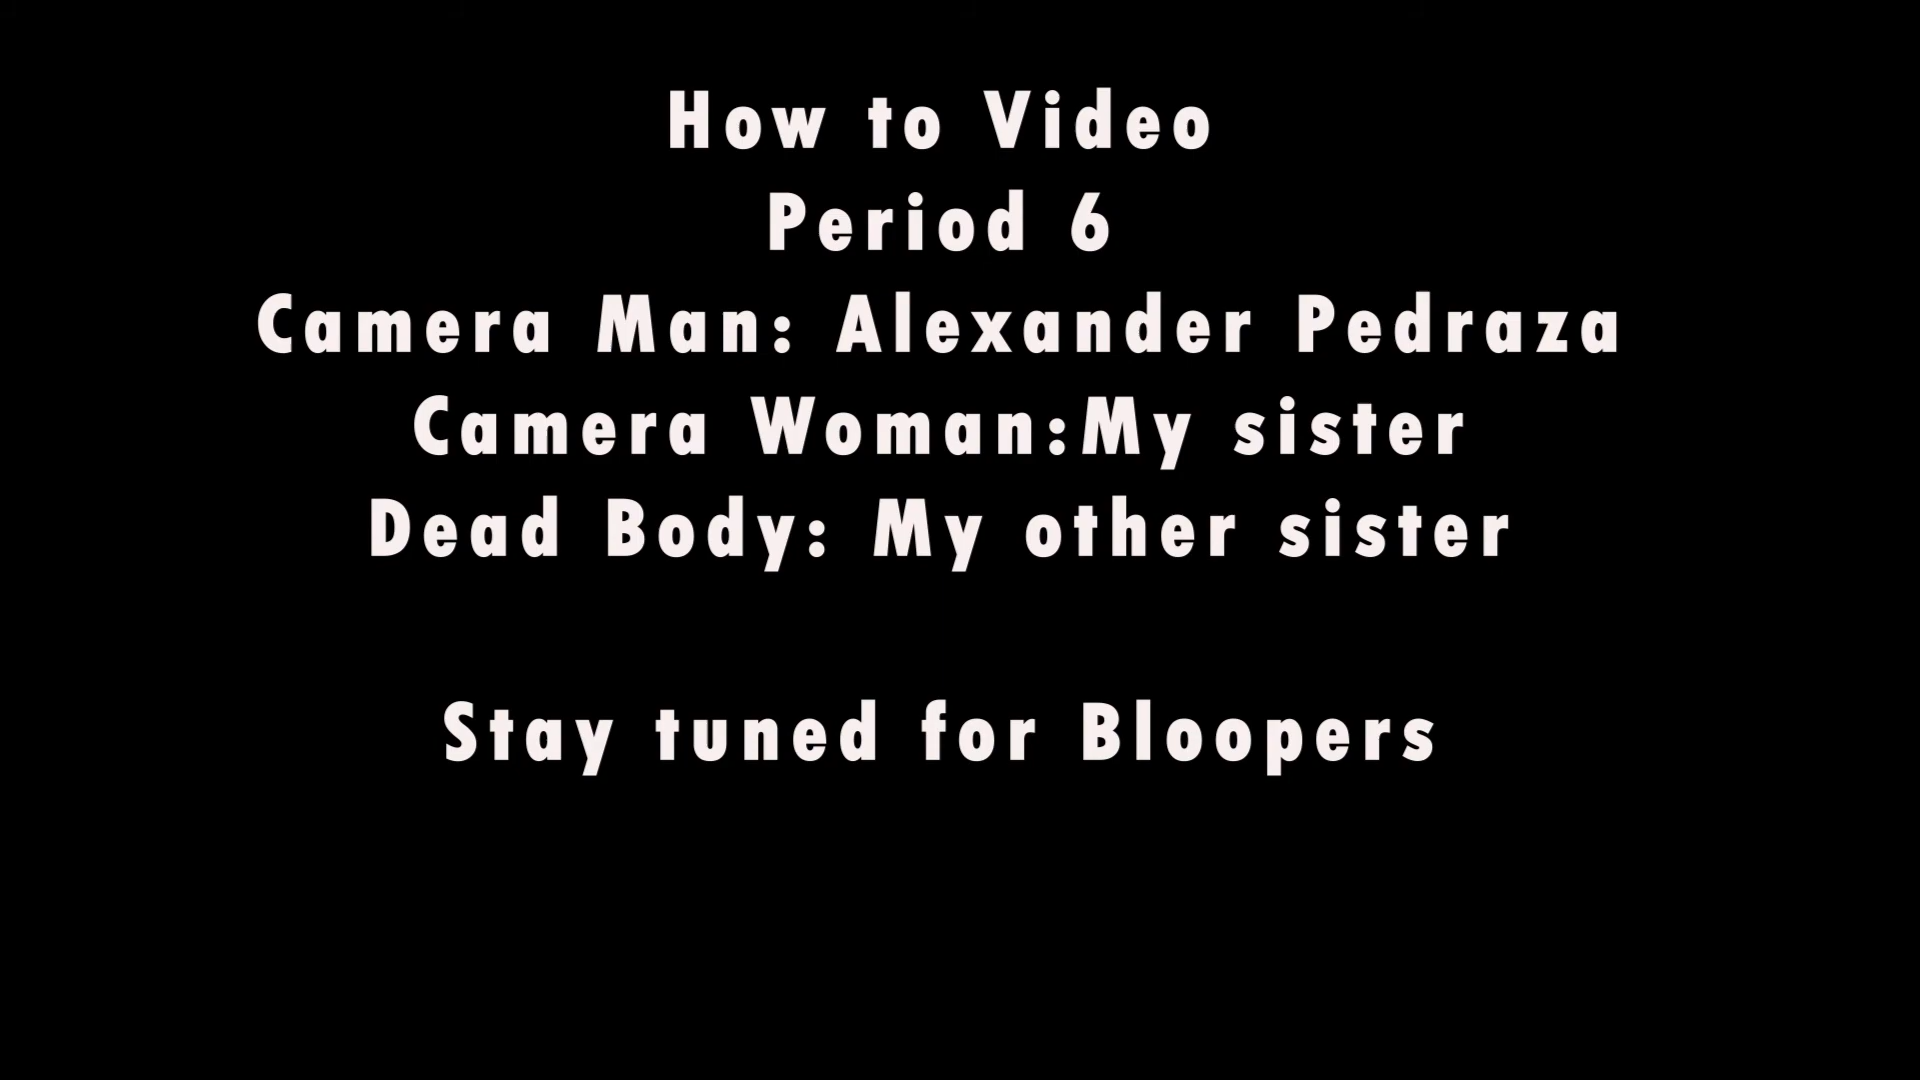 How to Video
Period 6
Camera Man: Alexander Pedraza
Camera Woman:My sister
Dead Body: My other sister
Stay tuned for Bloopers